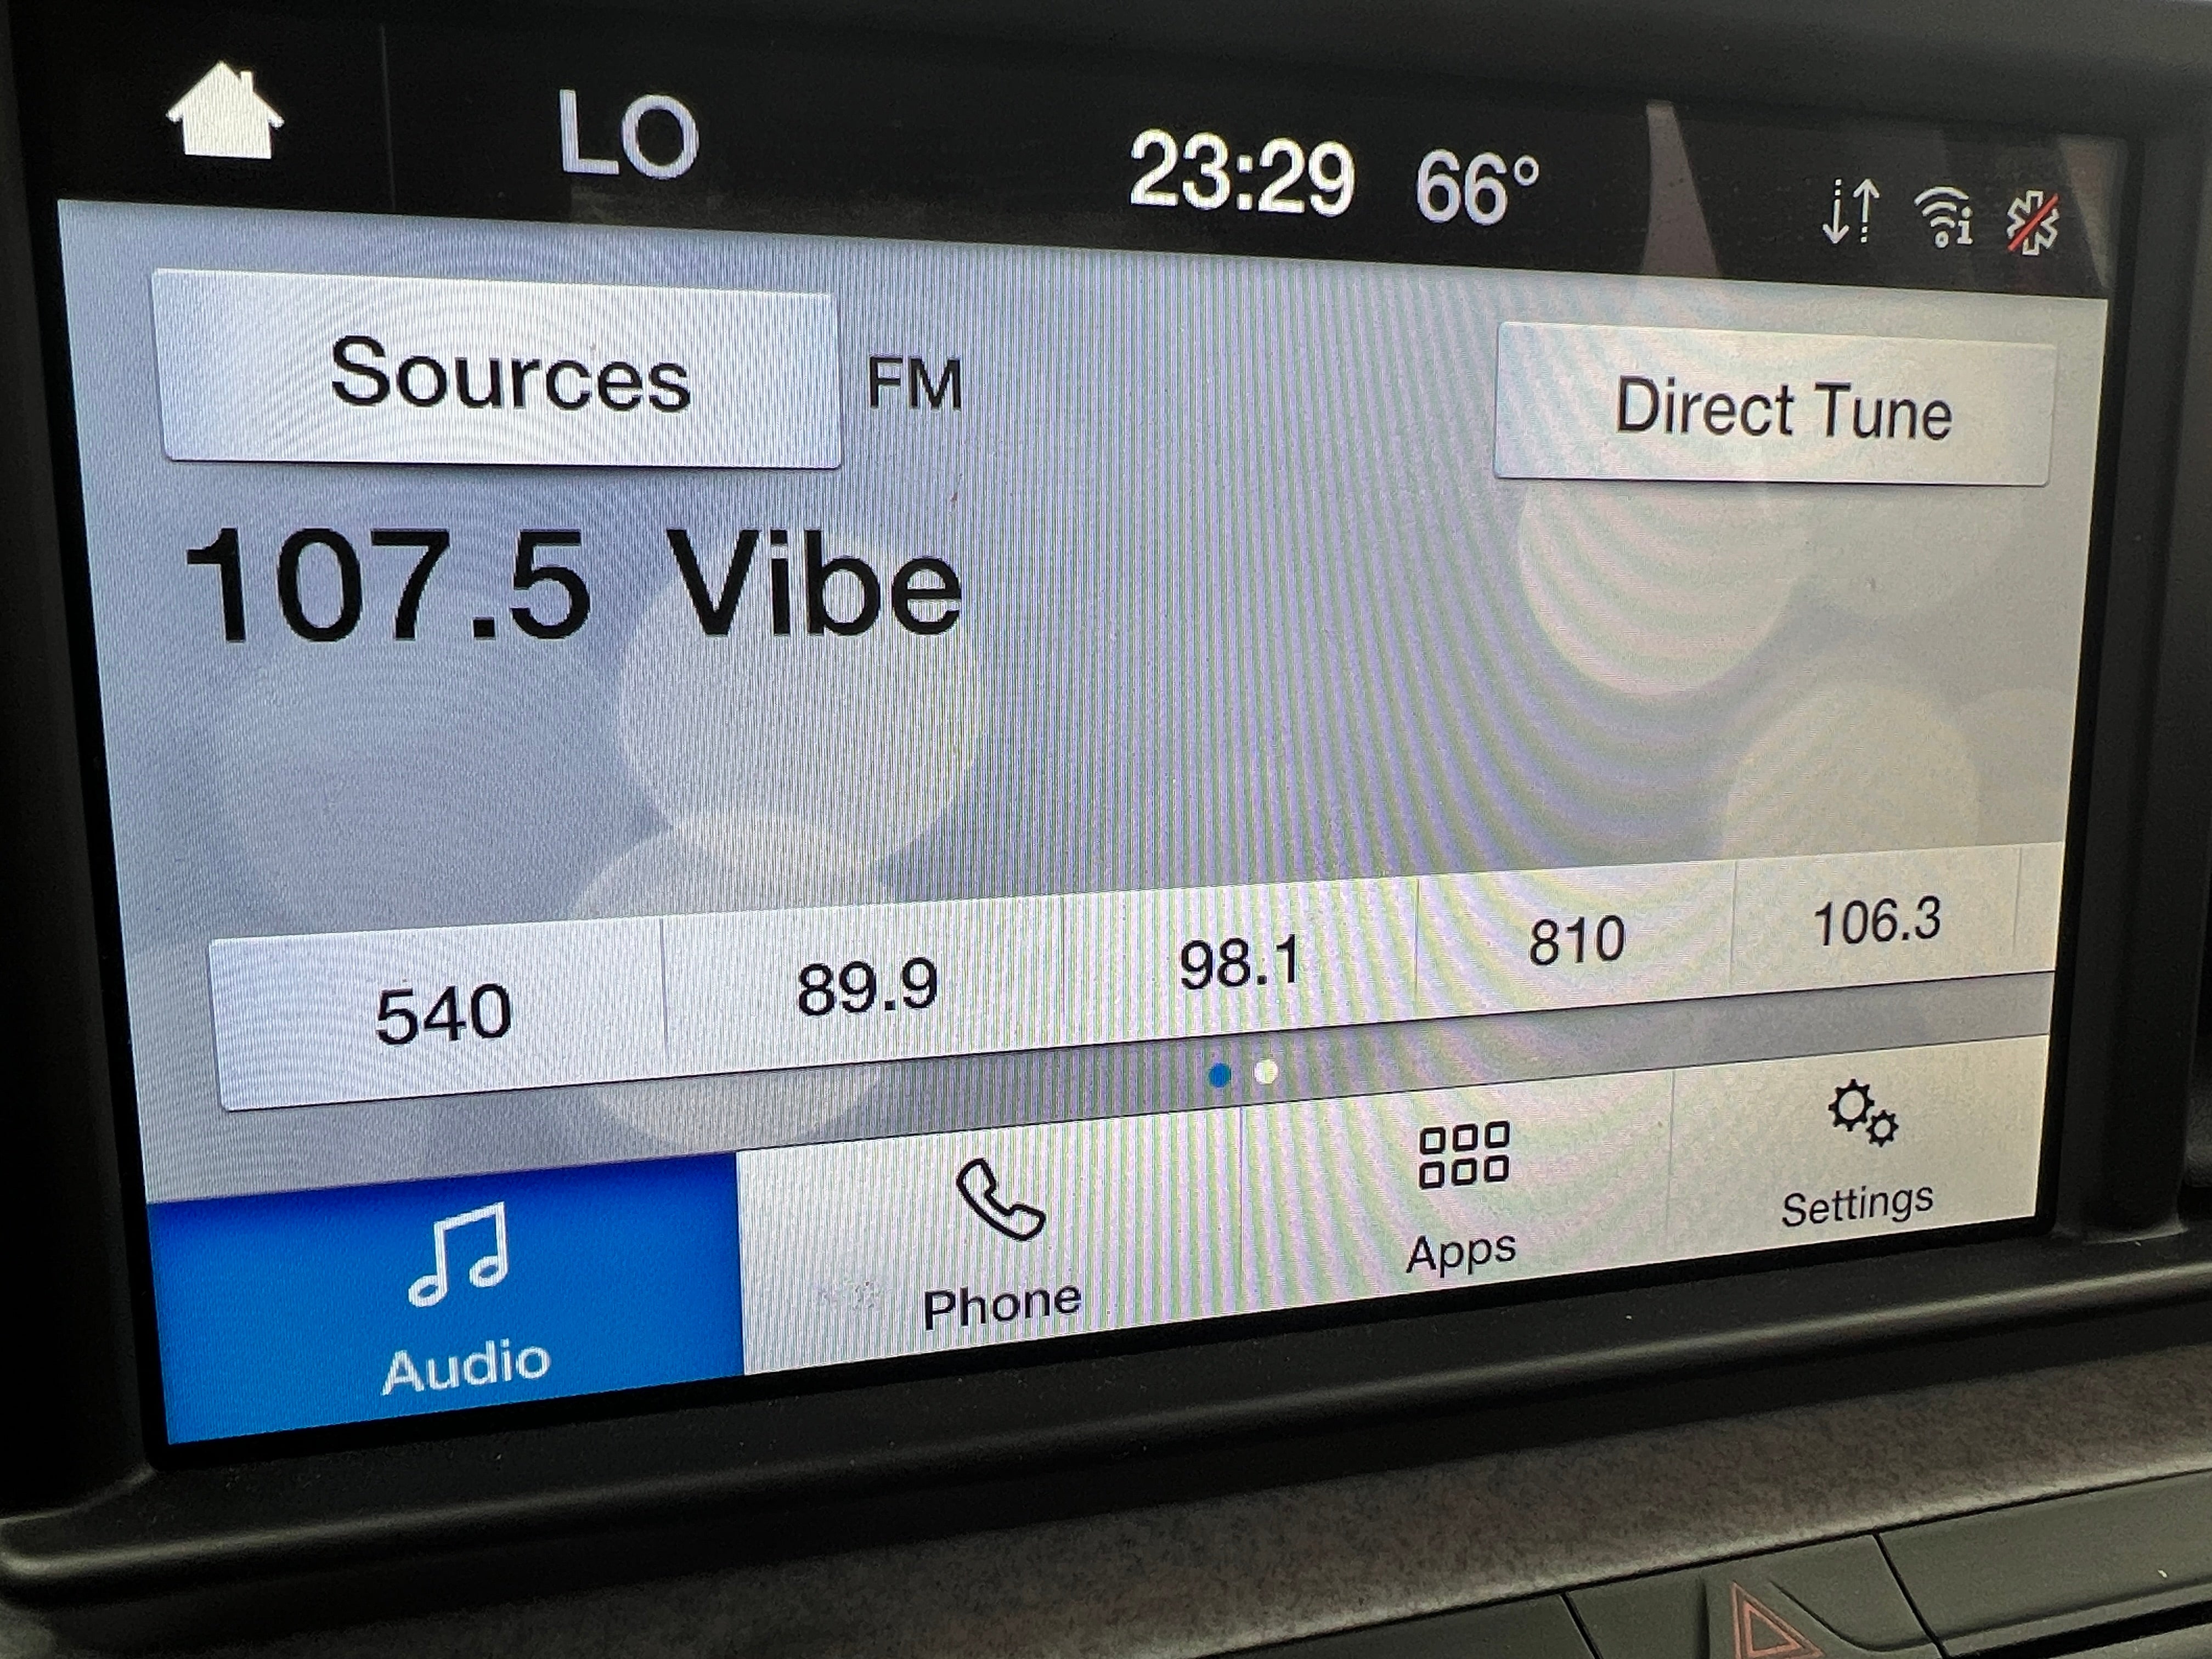 LO
23:29 66°
Sources FM Direct Tune
107.5 Vibe
540 89.9 98.1 810 106.3
Audio Phone Apps Settings